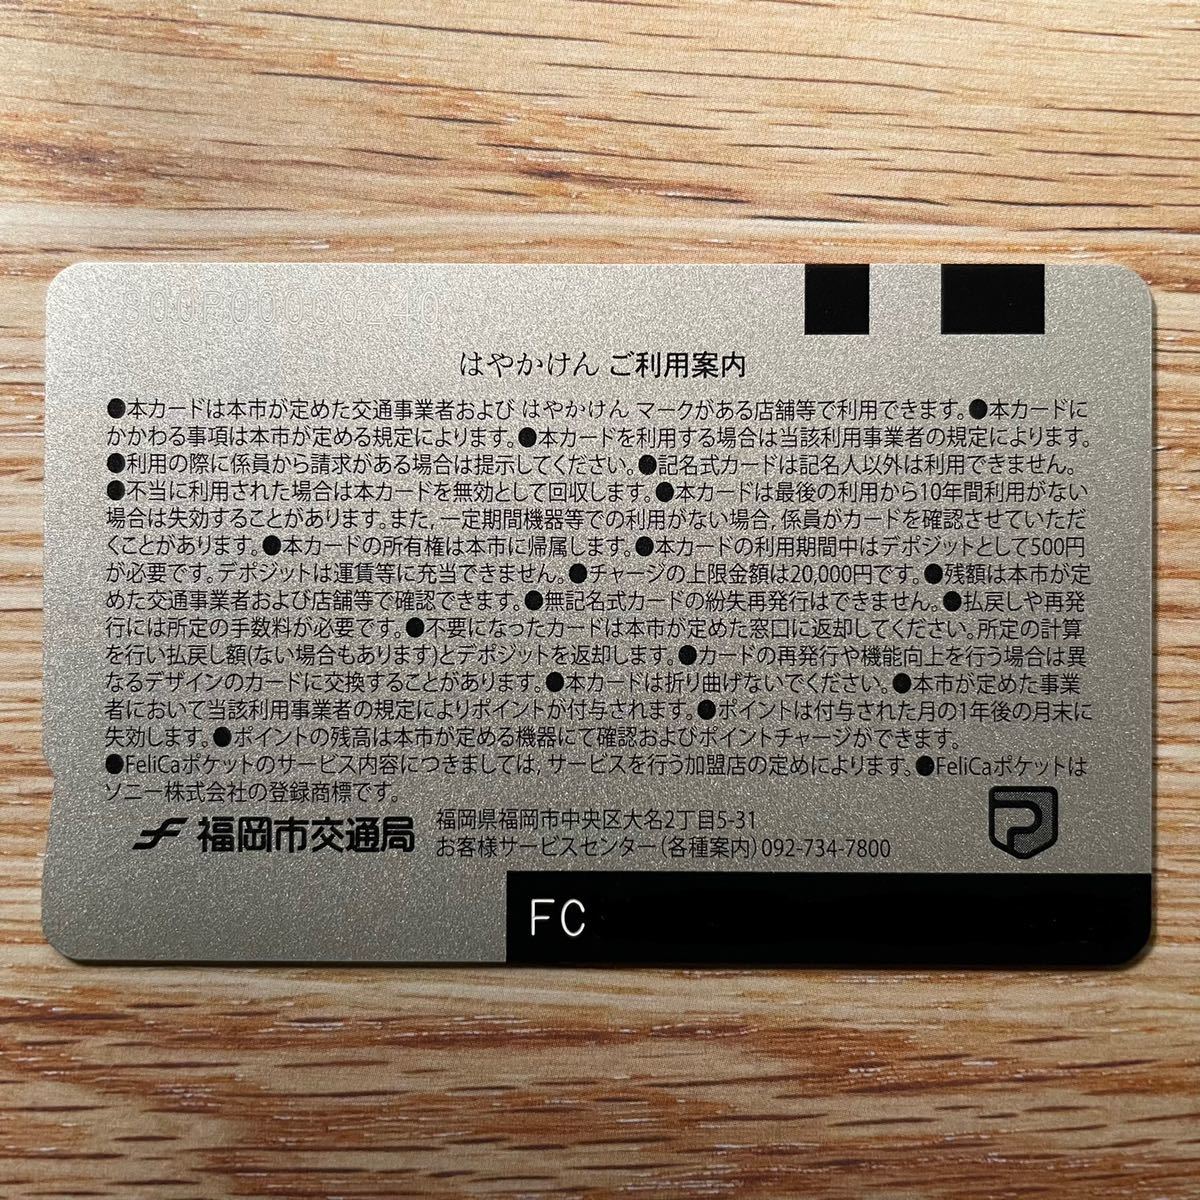 はやかけん ご利用案内
●本カードは本市が定めた交通事業者および はやかけん マークがある店舗等で利用できます。●本カードに
かかわる事項は本市が定める規定によります。●本カードを利用する場合は当該利用事業者の規定によります。
●利用の際に係員から請求がある場合は提示してください。●記名式カードは記名人以外は利用できません。
●不当に利用された場合は本カードを無効として回収します。●本カードは最後の利用から10年間利用がない
場合は失効することがあります。また,一定期間機器等での利用がない場合,係員がカードを確認させていただ
くことがあります。●本カードの所有権は本市に帰属します。●本カードの利用期間中はデポジットとして500円
が必要です。デポジットは運賃等に充当できません。●チャージの上限金額は20,000円です。●残額は本市が定
めた交通事業者および店舗等で確認できます。●無記名式カードの紛失再発行はできません。●払戻しや再発
行には所定の手数料が必要です。●不要になったカードは本市が定めた窓口に返却してください。所定の計算
を行い払戻し額(ない場合もあります)とデポジットを返却します。●カードの再発行や機能向上を行う場合は異
なるデザインのカードに交換することがあります。●本カードは折り曲げないでください。●本市が定めた事業
者において当該利用事業者の規定によりポイントが付与されます。●ポイントは付与された月の1年後の月末に
失効します。●ポイントの残高は本市が定める機器にて確認およびポイントチャージができます。
●FeliCaポケットのサービス内容につきましては,サービスを行う加盟店の定めによります。●FeliCaポケットは
ソニー株式会社の登録商標です。
福岡市交通局
福岡県福岡市中央区大名2丁目5-31
お客様サービスセンター(各種案内)092-734-7800
P
FC